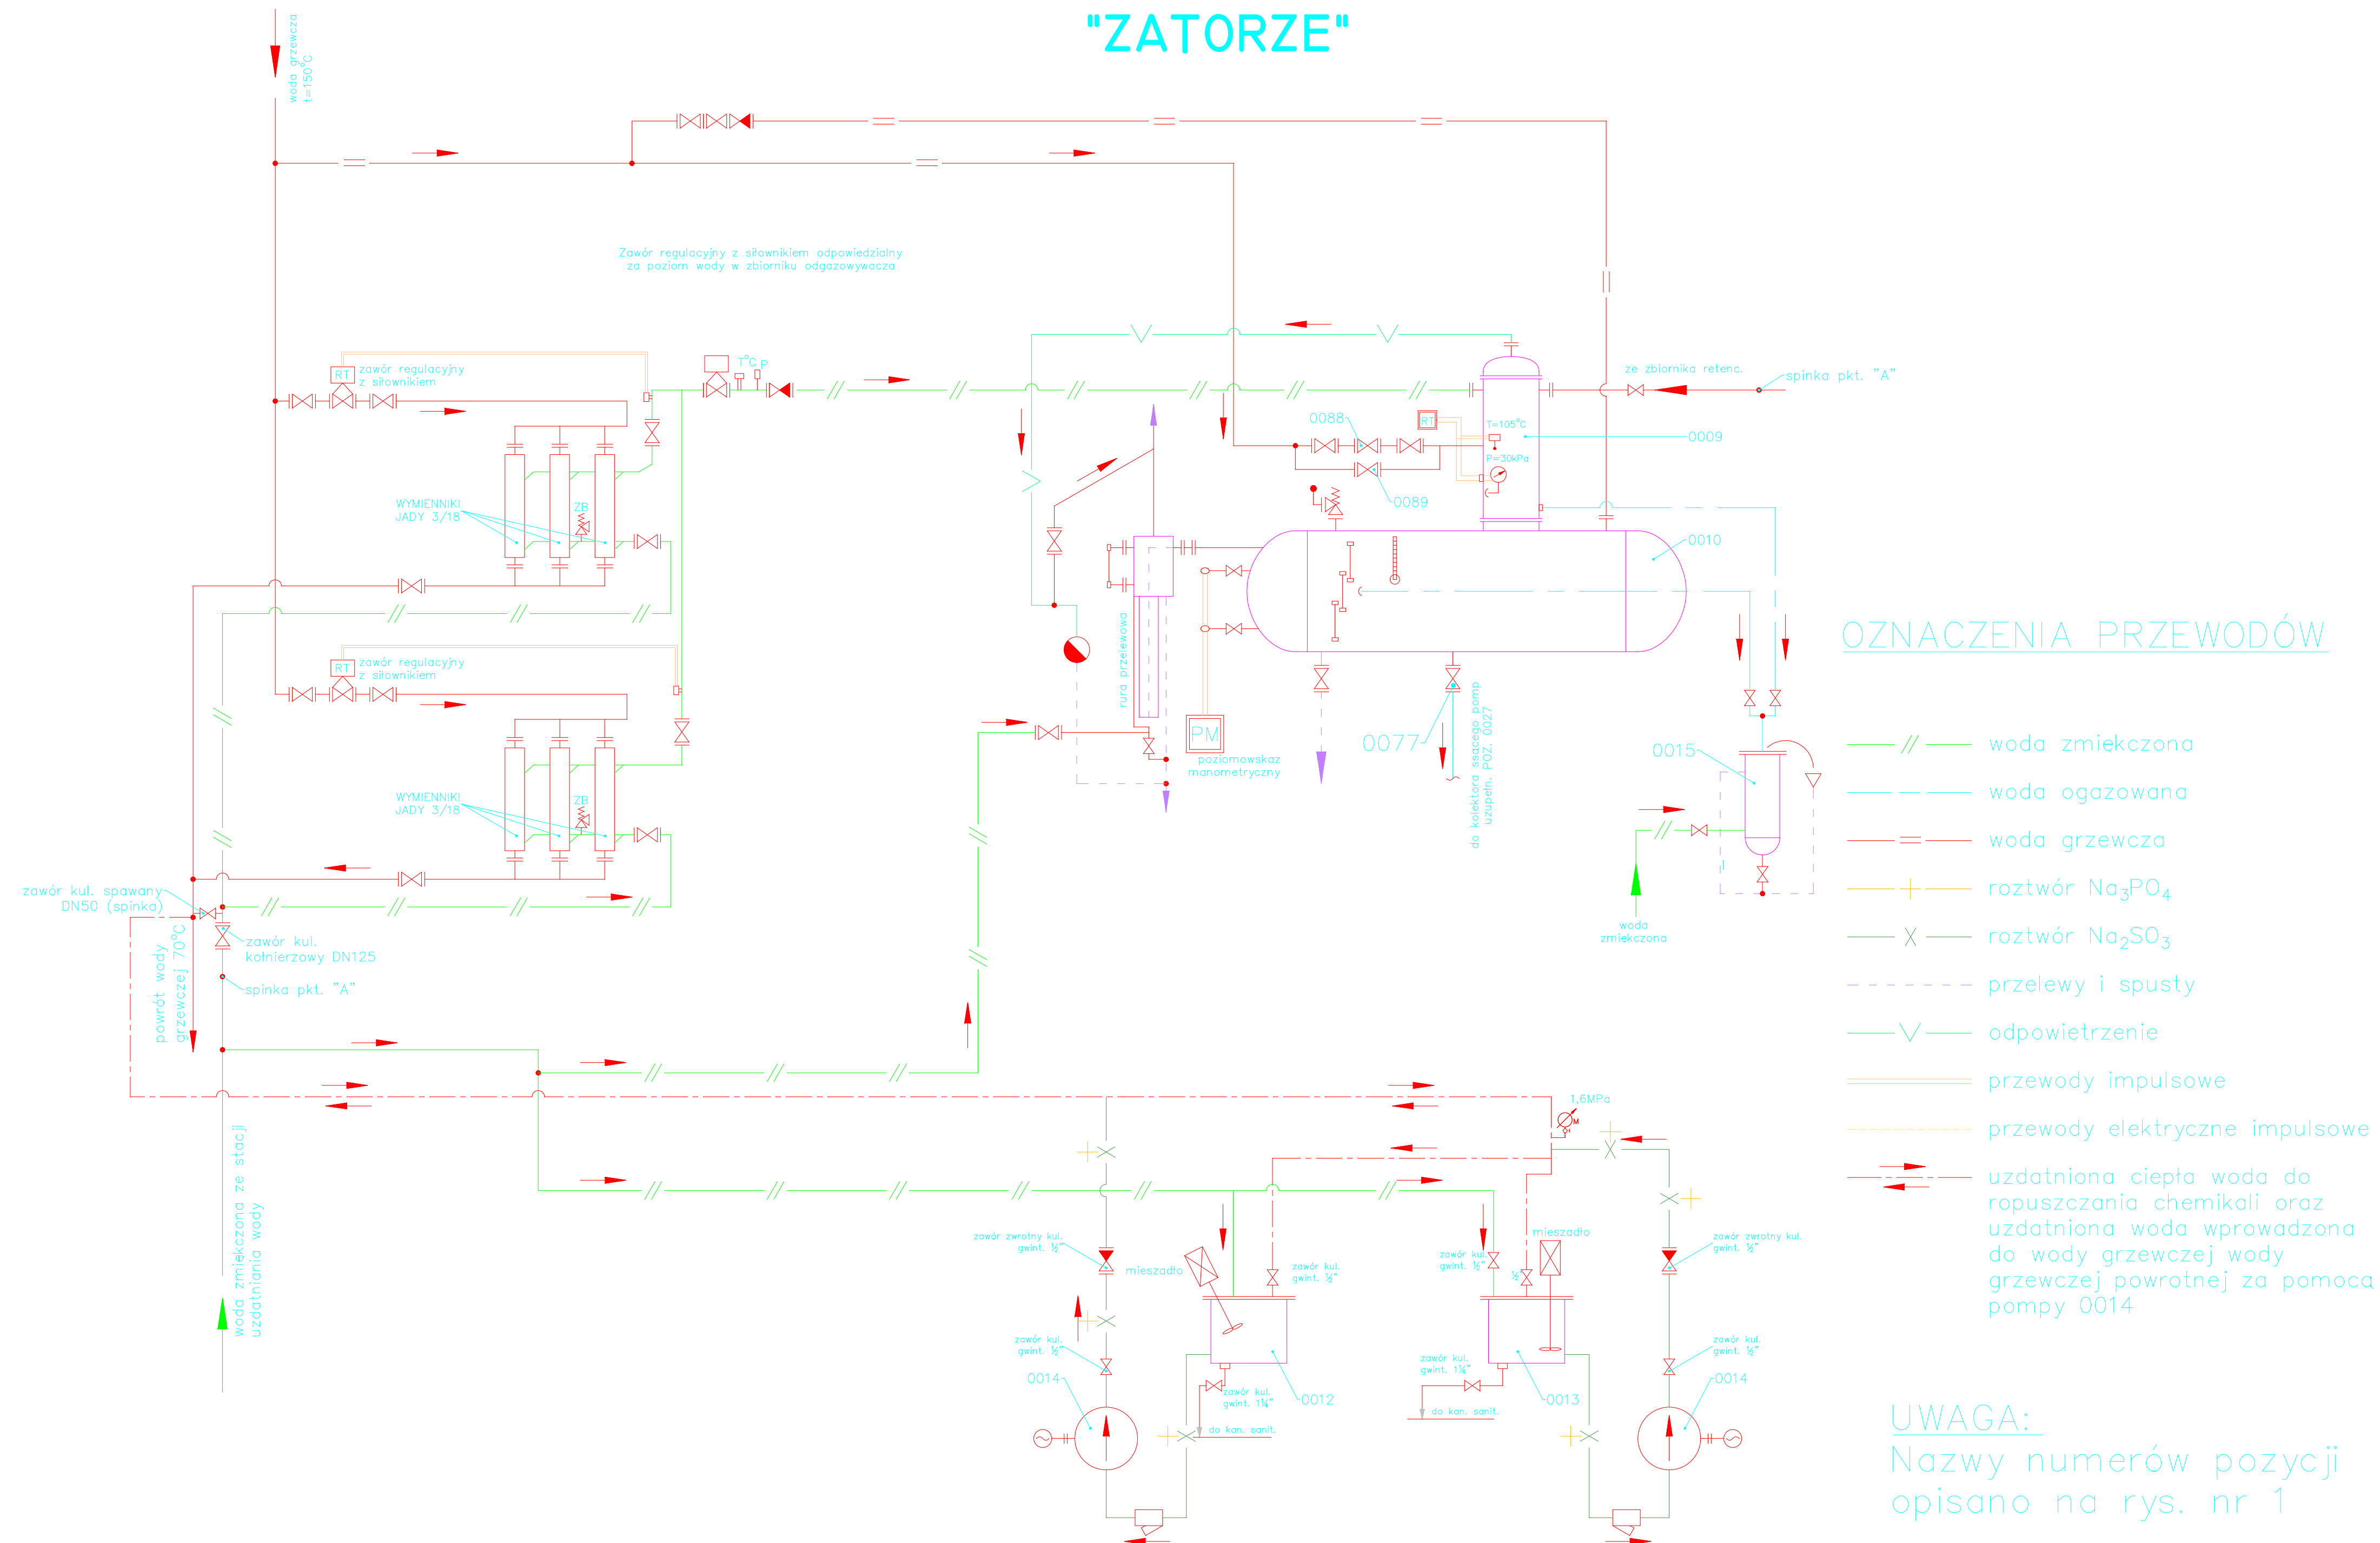 "ZATORZE"
woda grzewcza
t=150°C
Zawór regulacyjny z siłownikiem odpowiedzialny
za poziom wody w zbiorniku odgazowywacza
RT
zawór regulacyjny
z siłownikiem
T°C P
ze zbiornika reteno.
spinka pkt. "A"
0088
RT
T=105°C
0009
P=30kPa
0089
WYMIENNIKI
JADY 3/18
ZB
0010
rura przelewowa
RT
zawór regulacyjny
z siłownikiem
OZNACZENIA PRZEWODÓW
PM
poziomowskaz
manometryczny
0077
do kolektora ssącego pomp
uzupełn. POZ. 0027
0015
woda zmiękczona
woda ogazowana
woda grzewcza
roztwór Na3PO4
roztwór Na2SO3
przelewy i spusty
odpowietrzenie
przewody impulsowe
przewody elektryczne impulsowe
uzdatniona ciepła woda do
ropuszczania chemikali oraz
uzdatniona woda wprowadzona
do wody grzewczej wody
grzewczej powrotnej za pomoca
pompy 0014
WYMIENNIKI
JADY 3/18
ZB
zawór kul. spawany
DN50 (spinka)
zawór kul.
kołnierzowy DN125
spinka pkt. "A"
powrót wody
grzewczej 70°C
woda
zmiękczona
woda zmiekczona ze stacji
uzdatniania wody
1.6MPa
M
zawór zwrotny kul.
gwint. ½"
mieszadło
zawór kul.
gwint. ½"
zawór kul.
gwint. ½"
½"
mieszadło
zawór zwrotny kul.
gwint. ½"
zawór kul.
gwint. ½"
0014
zawór kul.
gwint. 1¼"
0012
do kan. sanit.
zawór kul.
gwint. 1¼"
do kan. sanit.
0013
zawór kul.
gwint. ½"
0014
UWAGA:
Nazwy numerów pozycji
opisano na rys. nr 1